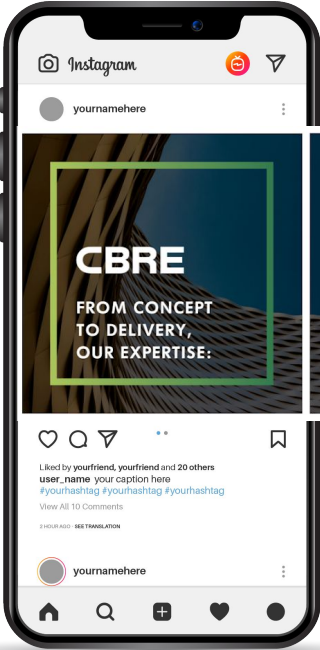 Instagram
yournamehere
CBRE
FROM CONCEPT
TO DELIVERY,
OUR EXPERTISE:
Liked by yourfriend, yourfriend and 20 others
user_name your caption here
#yourhashtag #yourhashtag #yourhashtag
View All 10 Comments
2 HOUR AGO · SEE TRANSLATION
yournamehere